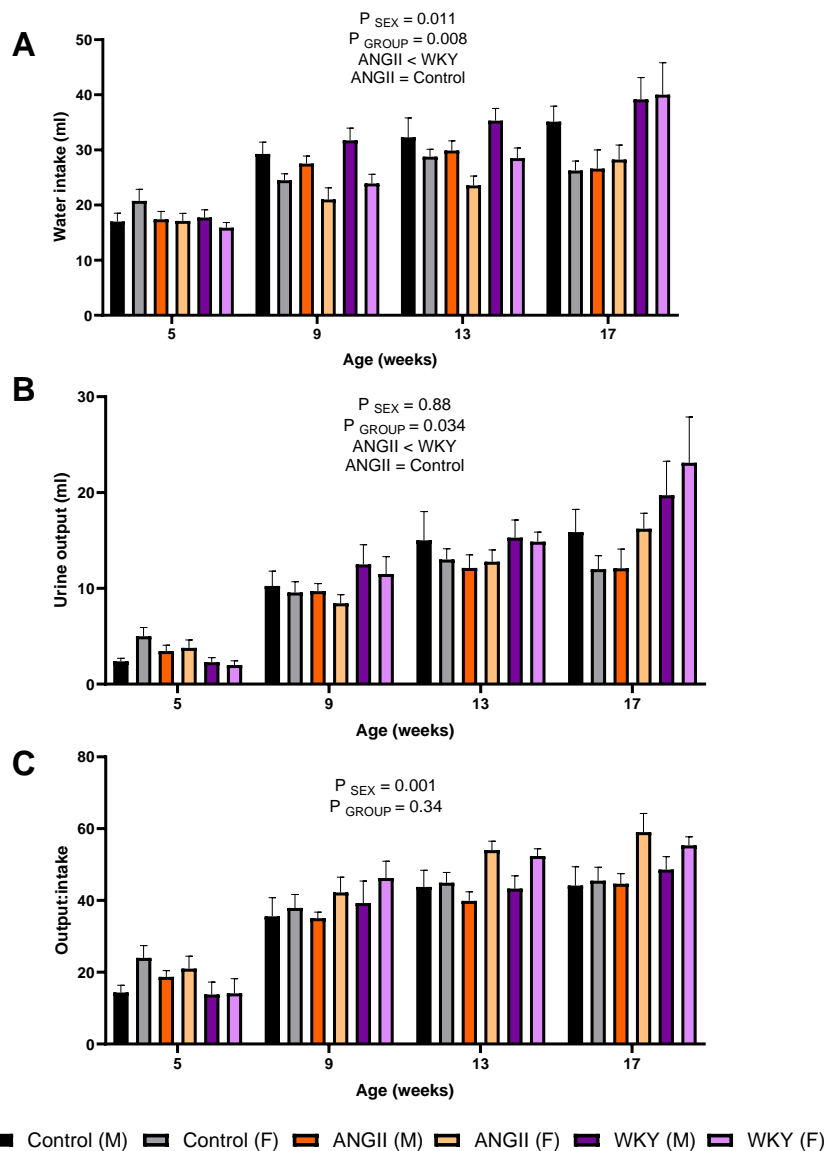 A
P SEX = 0.011
P GROUP = 0.008
ANGII < WKY
ANGII = Control
Water intake (ml)
50
40
30
20
10
0
5 9 13 17
Age (weeks)
B
P SEX = 0.88
P GROUP = 0.034
ANGII < WKY
ANGII = Control
Urine output (ml)
30
20
10
0
5 9 13 17
Age (weeks)
C
P SEX = 0.001
P GROUP = 0.34
Output:intake
80
60
40
20
0
5 9 13 17
Age (weeks)
Control (M) Control (F) ANGII (M) ANGII (F) WKY (M) WKY (F)